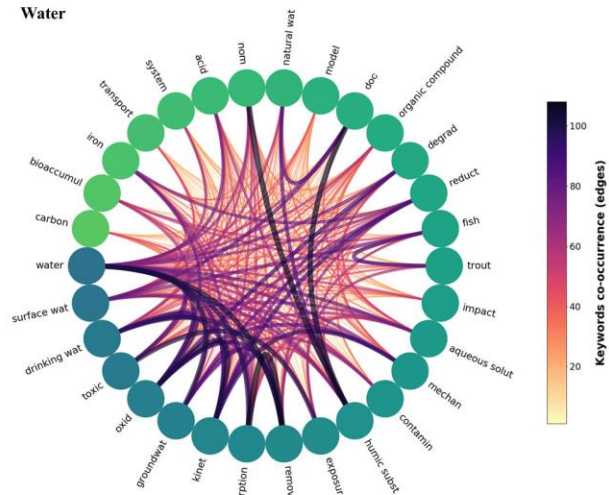 Water
natural wat
model
doc
organic compound
degrad
reduct
fish
trout
impact
aqueous solut
mechan
contamin
humic subst
exposur
remov
rption
kinet
groundwat
oxid
toxic
drinking wat
surface wat
water
carbon
bioaccumul
iron
transport
system
acid
nom
100
80
60
40
20
Keywords co-occurrence (edges)